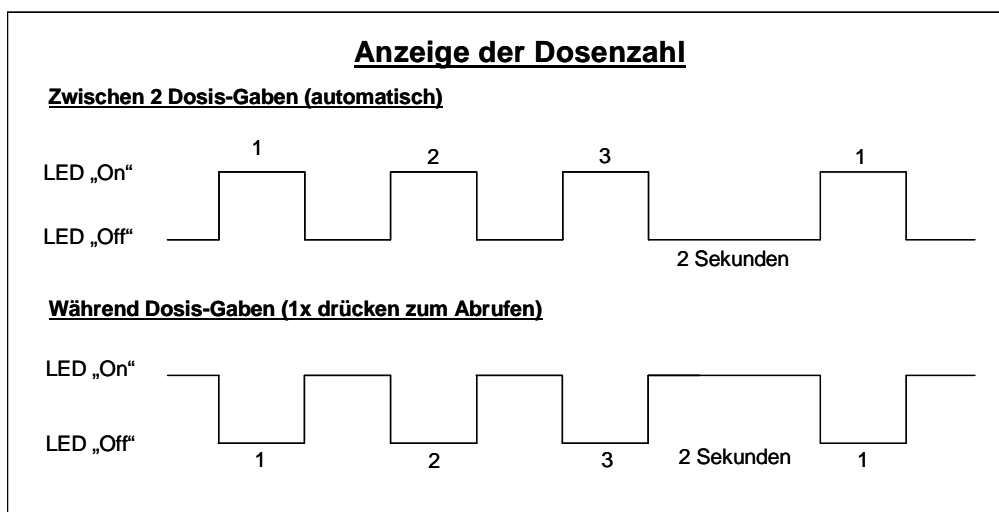 Anzeige der Dosenzahl
Zwischen 2 Dosis-Gaben (automatisch)
1 2 3 1
LED „On“
LED „Off“
2 Sekunden
Während Dosis-Gaben (1x drücken zum Abrufen)
LED „On“
LED „Off“
1 2 3 2 Sekunden 1